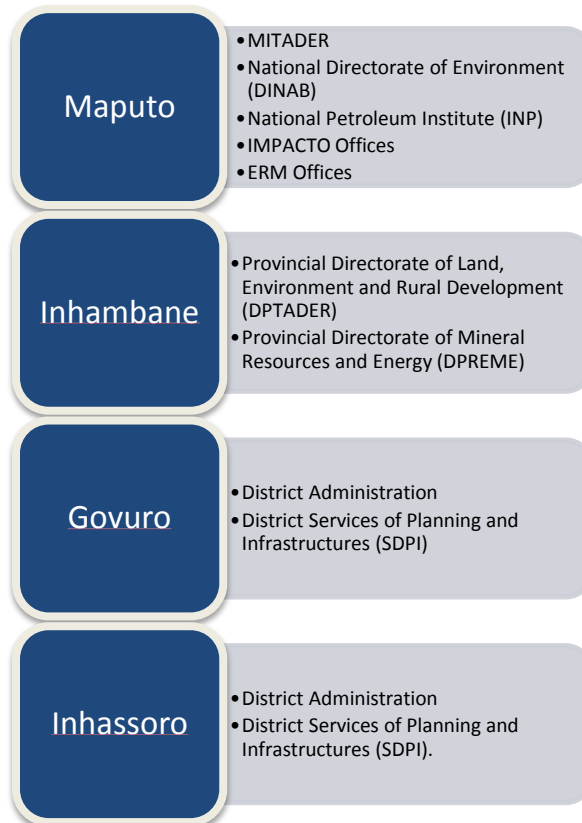 Maputo
•MITADER
•National Directorate of Environment
(DINAB)
•National Petroleum Institute (INP)
•IMPACTO Offices
•ERM Offices
Inhambane
•Provincial Directorate of Land,
Environment and Rural Development
(DPTADER)
•Provincial Directorate of Mineral
Resources and Energy (DPREME)
Govuro
•District Administration
•District Services of Planning and
Infrastructures (SDPI)
Inhassoro
•District Administration
•District Services of Planning and
Infrastructures (SDPI).